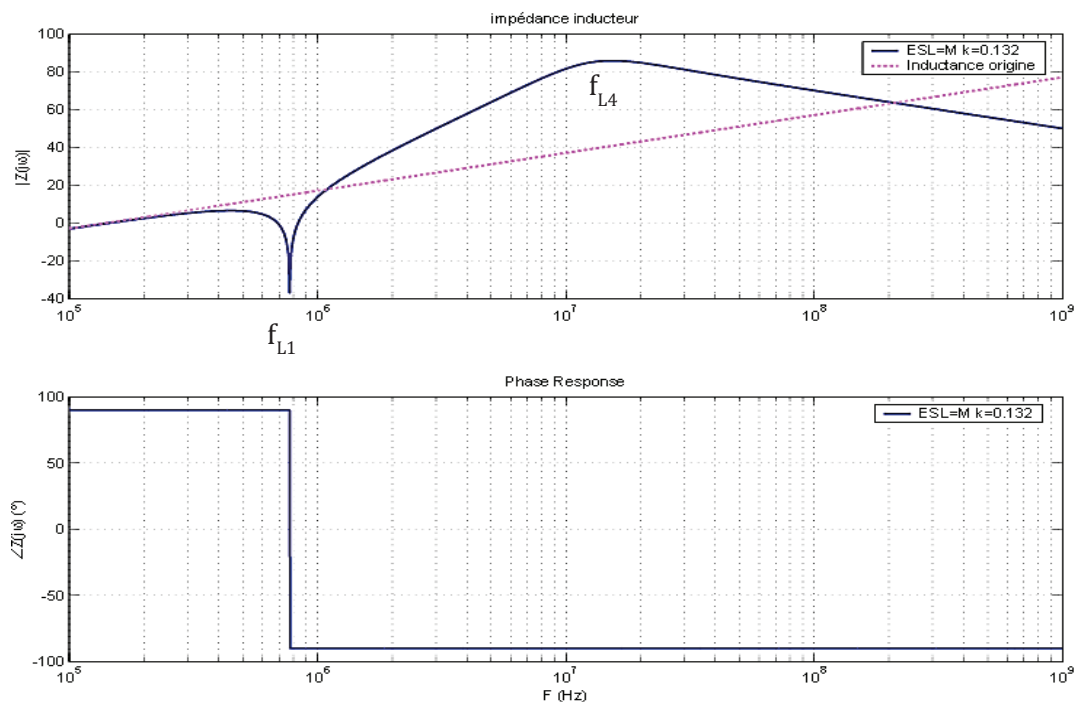 impédance inducteur
100
80
60
40
20
0
-20
-40
|Z(jω)|
ESL=M k=0.132
Inductance origine
f_L4
10^5
10^6
10^7
10^8
10^9
f_L1
Phase Response
100
50
0
-50
-100
∠Z(jω) (°)
ESL=M k=0.132
10^5
10^6
10^7
10^8
10^9
F (Hz)